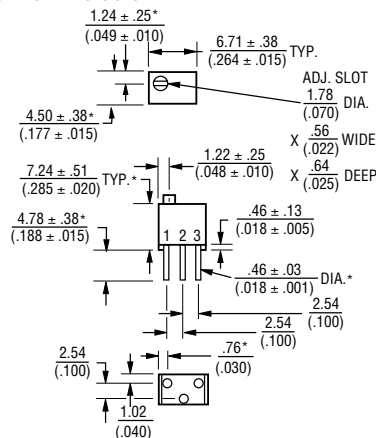 1.24 ± .25*
(.049 ± .010)
6.71 ± .38 TYP.
(.264 ± .015)
ADJ. SLOT
1.78 DIA.
(.070)
4.50 ± .38*
(.177 ± .015)
X .56 WIDE
(.022)
X .64 DEEP
(.025)
7.24 ± .51 TYP.*
(.285 ± .020)
1.22 ± .25
(.048 ± .010)
4.78 ± .38*
(.188 ± .015)
.46 ± .13
(.018 ± .005)
1 2 3
.46 ± .03 DIA.*
(.018 ± .001)
2.54
(.100)
2.54
(.100)
2.54
(.100)
.76*
(.030)
1.02
(.040)